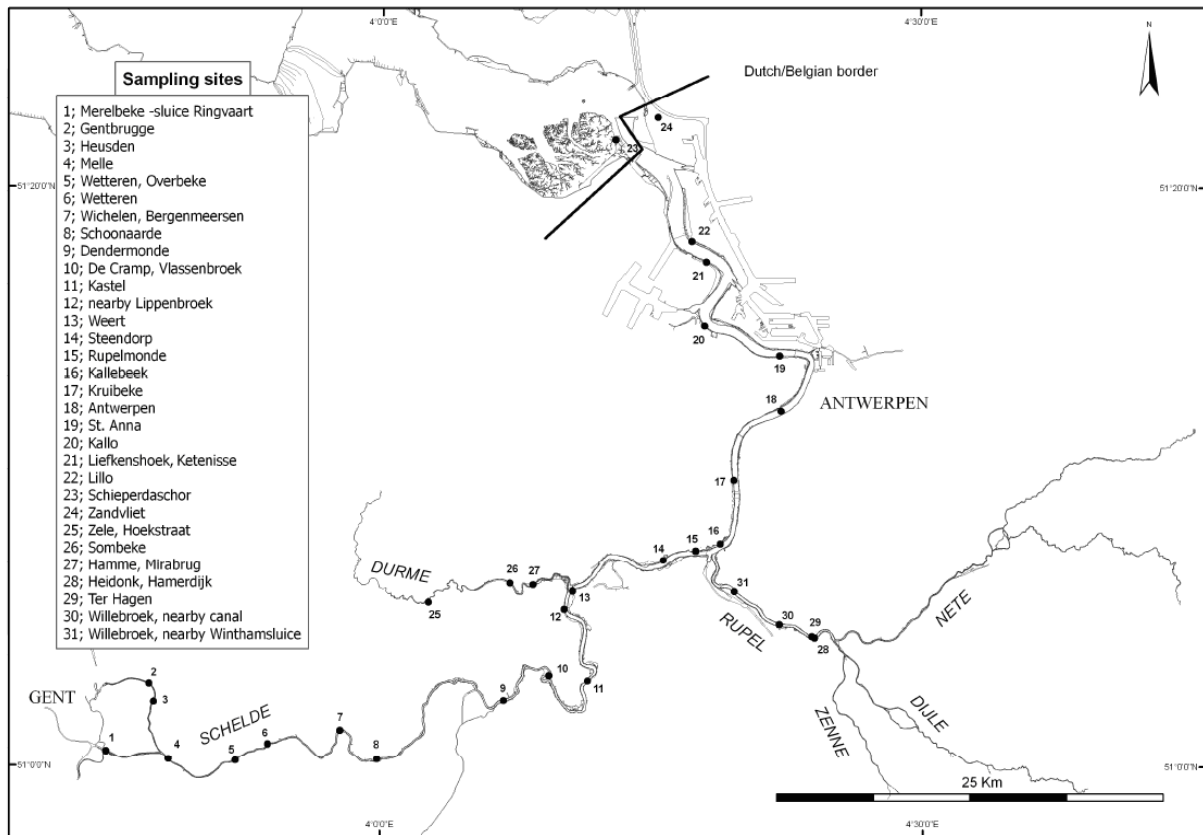 4°0'0"E
4°30'0"E
N
Dutch/Belgian border
Sampling sites
1; Merelbeke -sluice Ringvaart
2; Gentbrugge
3; Heusden
4; Melle
5; Wetteren, Overbeke
6; Wetteren
7; Wichelen, Bergenmeersen
8; Schoonaarde
9; Dendermonde
10; De Cramp, Vlassenbroek
11; Kastel
12; nearby Lippenbroek
13; Weert
14; Steendorp
15; Rupelmonde
16; Kallebeek
17; Kruibeke
18; Antwerpen
19; St. Anna
20; Kallo
21; Liefkenshoek, Ketenisse
22; Lillo
23; Schieperdaschor
24; Zandvliet
25; Zele, Hoekstraat
26; Sombeke
27; Hamme, Mirabrug
28; Heidonk, Hamerdijk
29; Ter Hagen
30; Willebroek, nearby canal
31; Willebroek, nearby Winthamsluice
24
23
51°20'0"N
51°20'0"N
22
21
20
19
18
ANTWERPEN
17
16
15
14
DURME
26
27
13
25
12
31
30
29
28
RUPEL
NETE
2
3
GENT
SCHELDE
10
11
9
7
6
5
8
1
4
ZENNE
DIJLE
51°0'0"N
51°0'0"N
25 Km
4°0'0"E
4°30'0"E